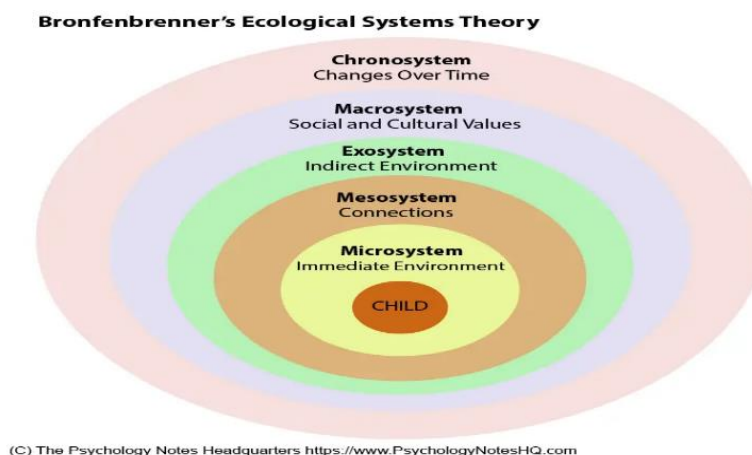 Bronfenbrenner's Ecological Systems Theory
Chronosystem
Changes Over Time
Macrosystem
Social and Cultural Values
Exosystem
Indirect Environment
Mesosystem
Connections
Microsystem
Immediate Environment
CHILD
(C) The Psychology Notes Headquarters https://www.PsychologyNotesHQ.com